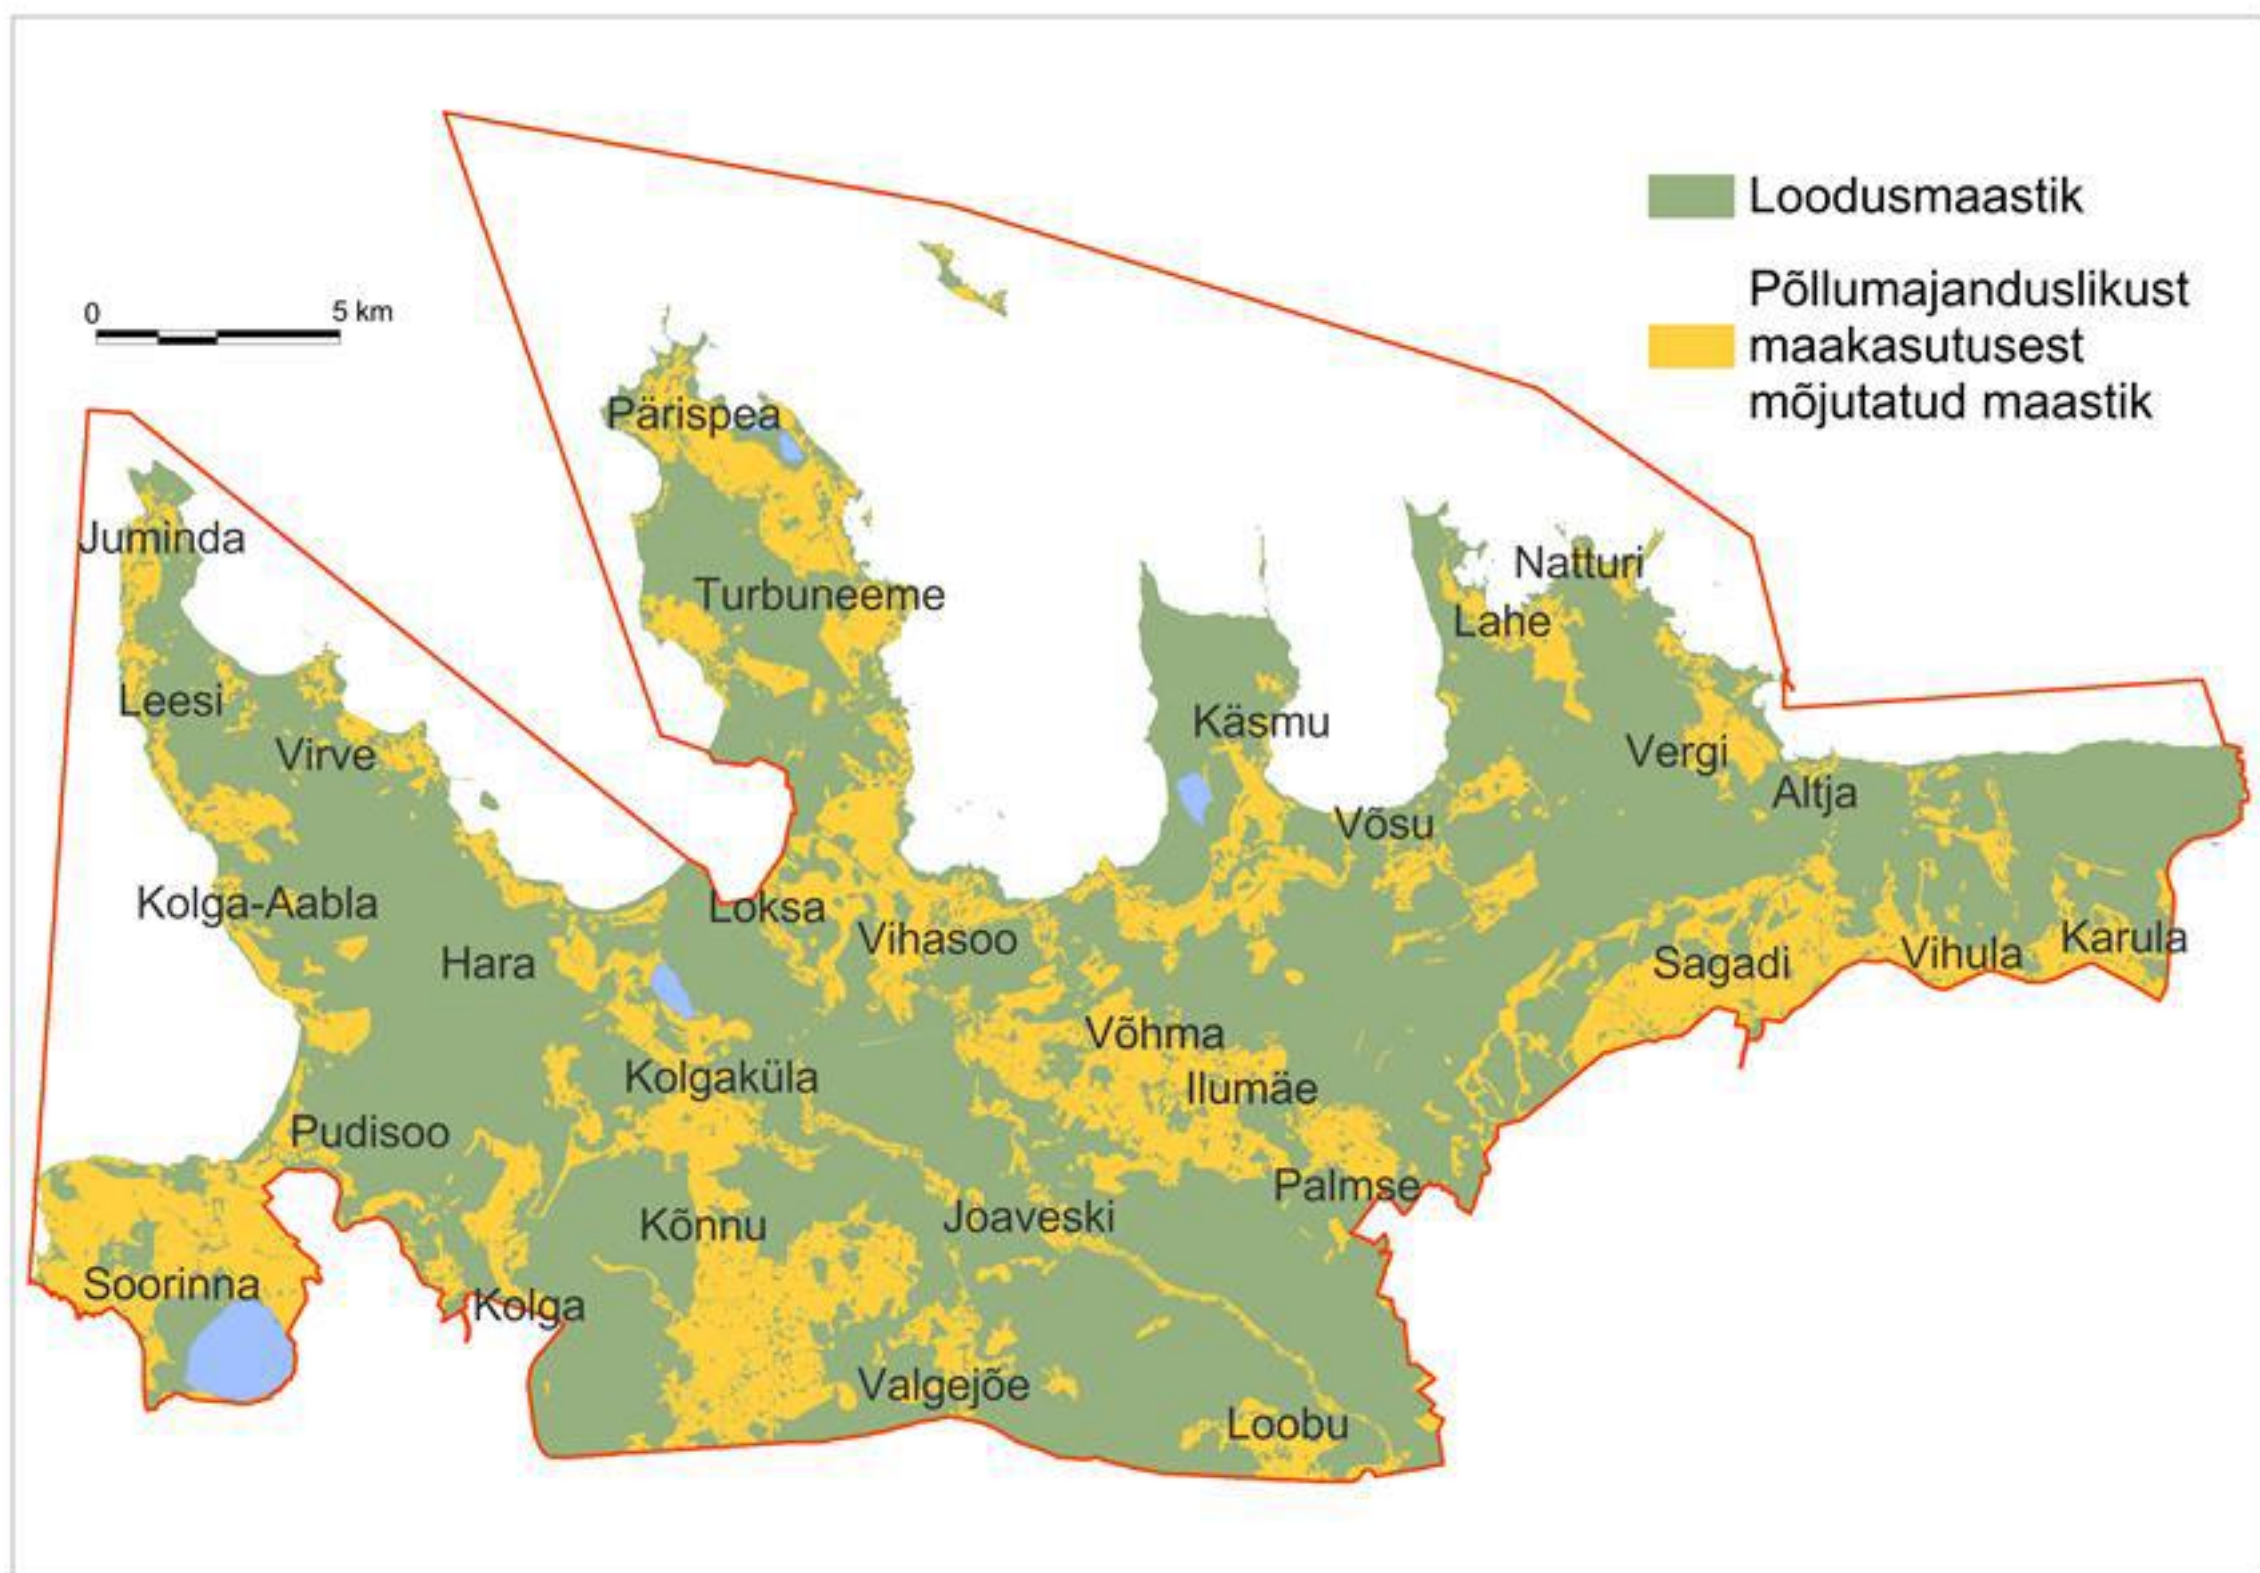 Loodusmaastik
Põllumajanduslikust
maakasutusest
mõjutatud maastik
0 5 km
Pärispea
Juminda
Natturi
Turbuneeme
Lahe
Leesi
Käsmu
Virve
Vergi
Altja
Võsu
Kolga-Aabla
Loksa
Vihasoo
Hara
Sagadi
Vihula
Karula
Võhma
Kolgaküla
Ilumäe
Pudisoo
Palmse
Kõnnu
Joaveski
Soorinna
Kolga
Valgejõe
Loobu